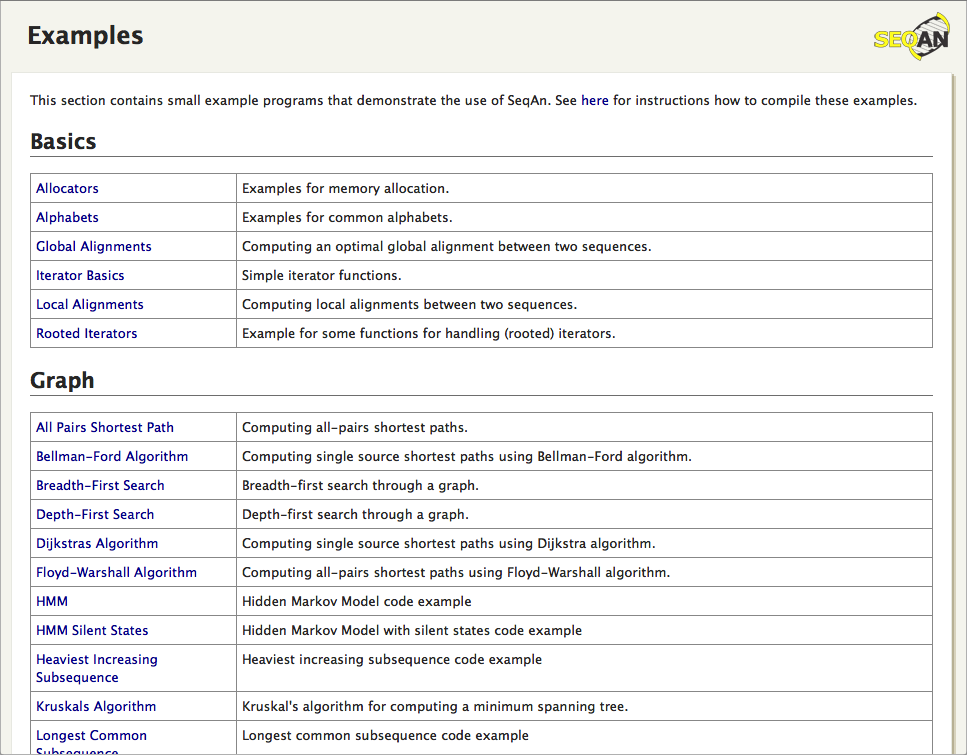 Examples
SEQAN
This section contains small example programs that demonstrate the use of SeqAn. See here for instructions how to compile these examples.
Basics
Allocators Examples for memory allocation.
Alphabets Examples for common alphabets.
Global Alignments Computing an optimal global alignment between two sequences.
Iterator Basics Simple iterator functions.
Local Alignments Computing local alignments between two sequences.
Rooted Iterators Example for some functions for handling (rooted) iterators.
Graph
All Pairs Shortest Path Computing all-pairs shortest paths.
Bellman-Ford Algorithm Computing single source shortest paths using Bellman-Ford algorithm.
Breadth-First Search Breadth-first search through a graph.
Depth-First Search Depth-first search through a graph.
Dijkstras Algorithm Computing single source shortest paths using Dijkstra algorithm.
Floyd-Warshall Algorithm Computing all-pairs shortest paths using Floyd-Warshall algorithm.
HMM Hidden Markov Model code example
HMM Silent States Hidden Markov Model with silent states code example
Heaviest Increasing Heaviest increasing subsequence code example
Subsequence
Kruskals Algorithm Kruskal's algorithm for computing a minimum spanning tree.
Longest Common Longest common subsequence code example
Subsequence